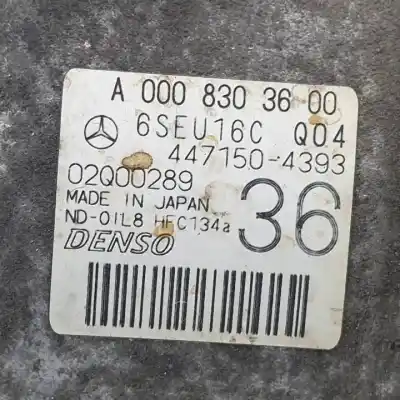 A 000 830 36 00
6SEU16C Q04
447150-4393
02Q00289
MADE IN JAPAN
ND-OIL8 HFC134a
36
DENSO